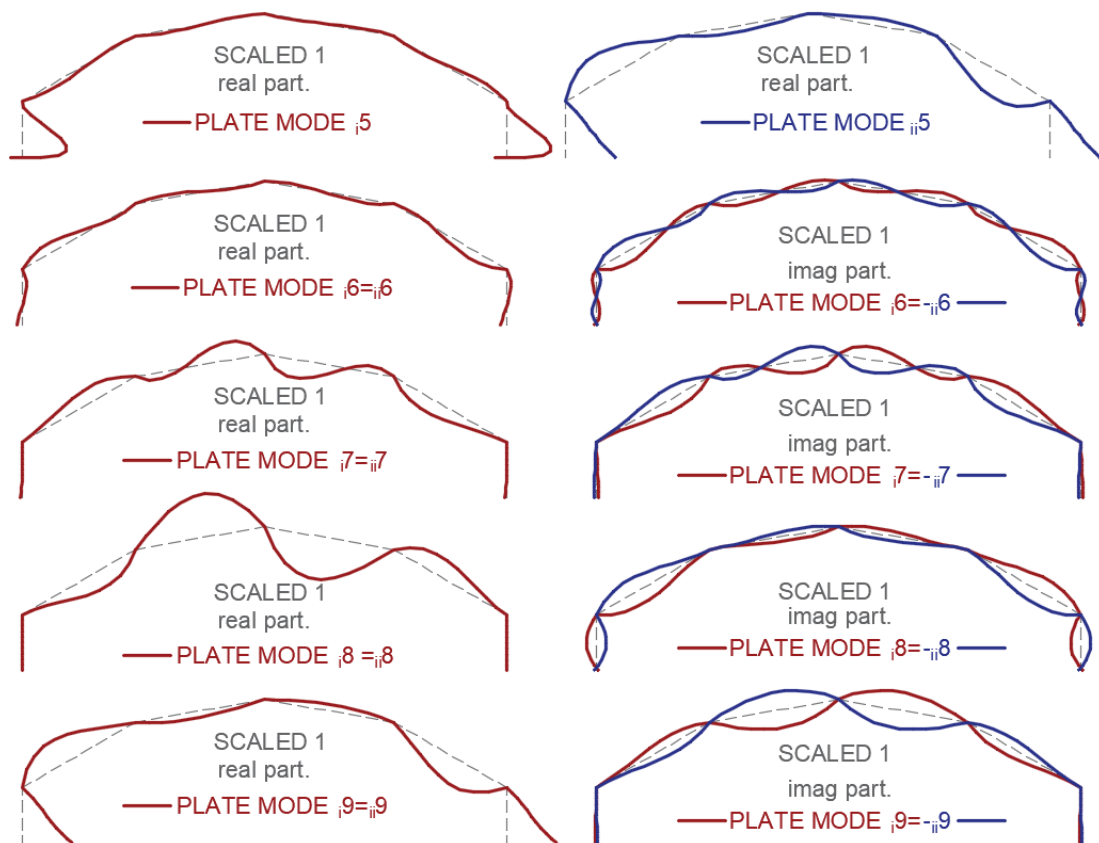 SCALED 1
real part.
PLATE MODE i5
SCALED 1
real part.
PLATE MODE ii5
SCALED 1
real part.
PLATE MODE i6=ii6
SCALED 1
imag part.
PLATE MODE i6=-ii6
SCALED 1
real part.
PLATE MODE i7=ii7
SCALED 1
imag part.
PLATE MODE i7=-ii7
SCALED 1
real part.
PLATE MODE i8 =ii8
SCALED 1
imag part.
PLATE MODE i8=-ii8
SCALED 1
real part.
PLATE MODE i9=ii9
SCALED 1
imag part.
PLATE MODE i9=-ii9